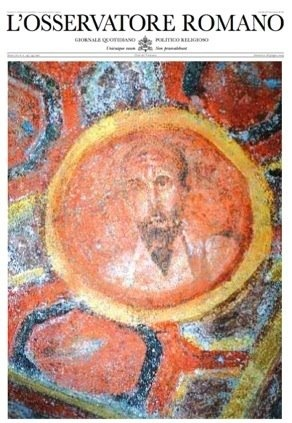 L'OSSERVATORE ROMANO
GIORNALE QUOTIDIANO POLITICO RELIGIOSO
Unicuique suum Non praevalebunt